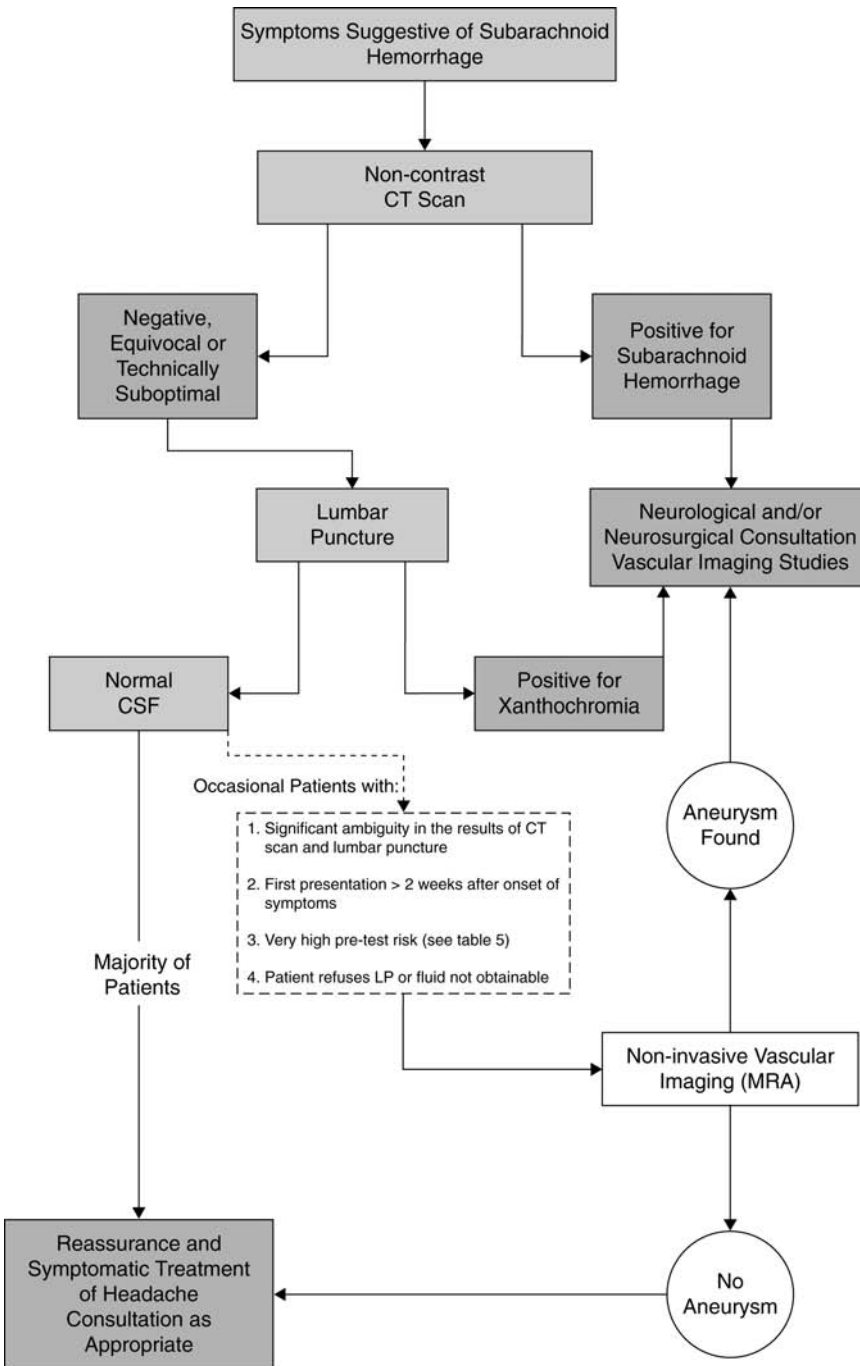 Symptoms Suggestive of Subarachnoid
Hemorrhage
Non-contrast
CT Scan
Negative,
Equivocal or
Technically
Suboptimal
Positive for
Subarachnoid
Hemorrhage
Lumbar
Puncture
Neurological and/or
Neurosurgical Consultation
Vascular Imaging Studies
Normal
CSF
Positive for
Xanthochromia
Occasional Patients with:
1. Significant ambiguity in the results of CT
scan and lumbar puncture
2. First presentation > 2 weeks after onset of
symptoms
3. Very high pre-test risk (see table 5)
4. Patient refuses LP or fluid not obtainable
Aneurysm
Found
Majority of
Patients
Non-invasive Vascular
Imaging (MRA)
Reassurance and
Symptomatic Treatment
of Headache
Consultation as
Appropriate
No
Aneurysm